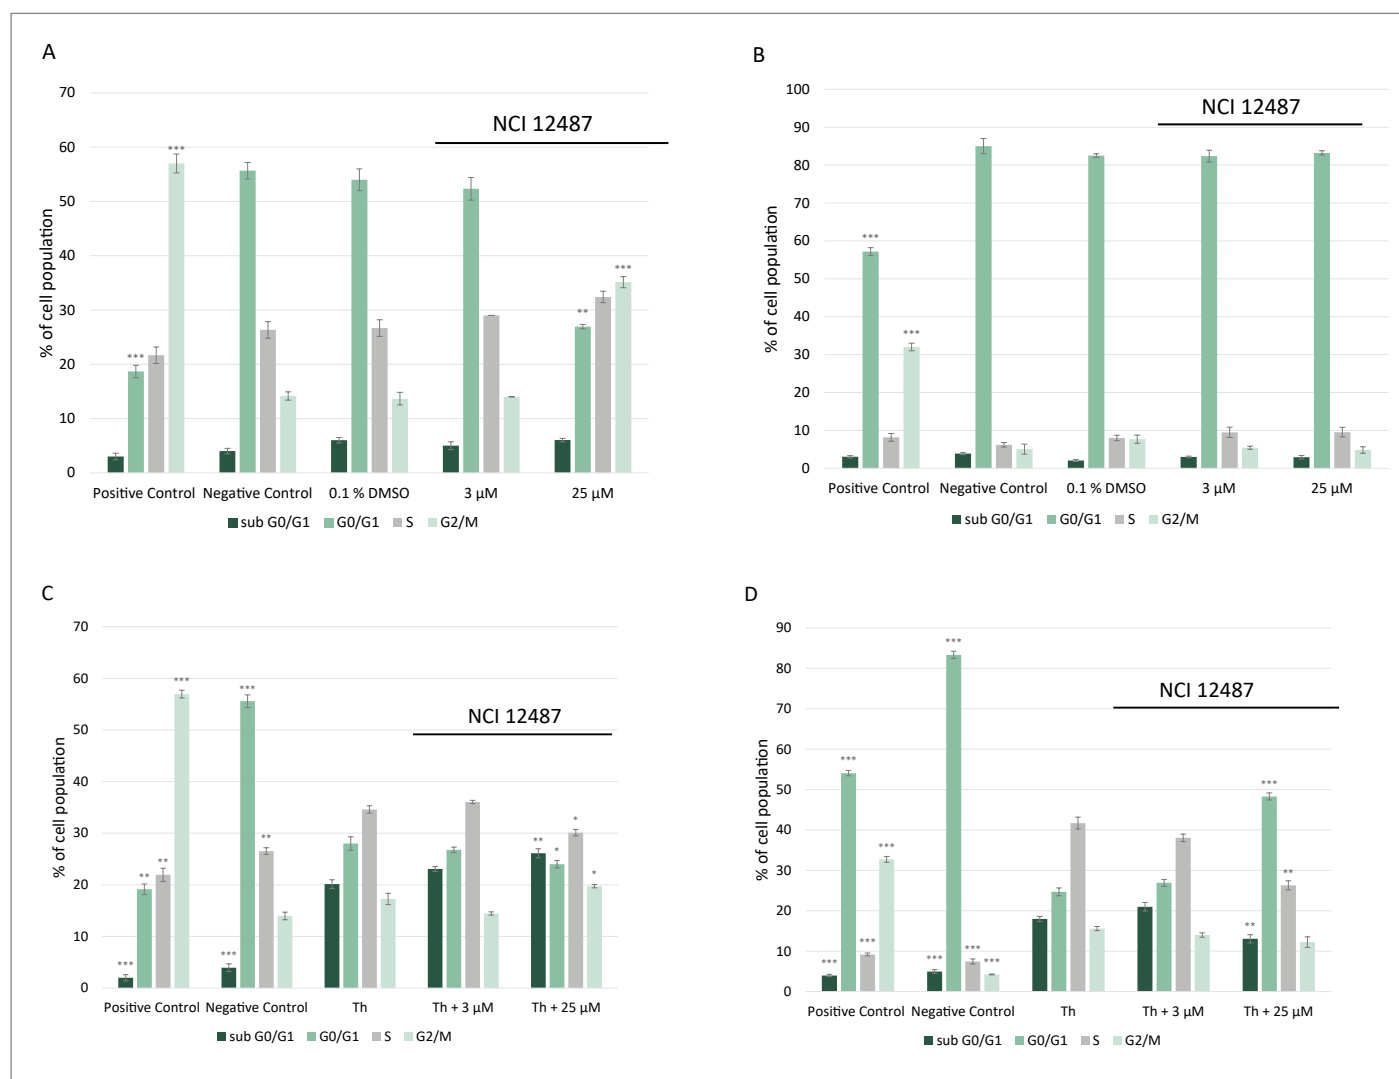 A
70
60
50
40
30
20
10
0
% of cell population
NCI 12487
***
***
**
***
Positive Control Negative Control 0.1 % DMSO 3 µM 25 µM
sub G0/G1 G0/G1 S G2/M
B
100
90
80
70
60
50
40
30
20
10
0
% of cell population
NCI 12487
***
***
Positive Control Negative Control 0.1 % DMSO 3 µM 25 µM
sub G0/G1 G0/G1 S G2/M
C
70
60
50
40
30
20
10
0
% of cell population
NCI 12487
*** ** ** ***
*** *** **
** * * *
Positive Control Negative Control Th Th + 3 µM Th + 25 µM
sub G0/G1 G0/G1 S G2/M
D
90
80
70
60
50
40
30
20
10
0
% of cell population
NCI 12487
*** *** *** ***
*** *** *** ***
** *** **
Positive Control Negative Control Th Th + 3 µM Th + 25 µM
sub G0/G1 G0/G1 S G2/M